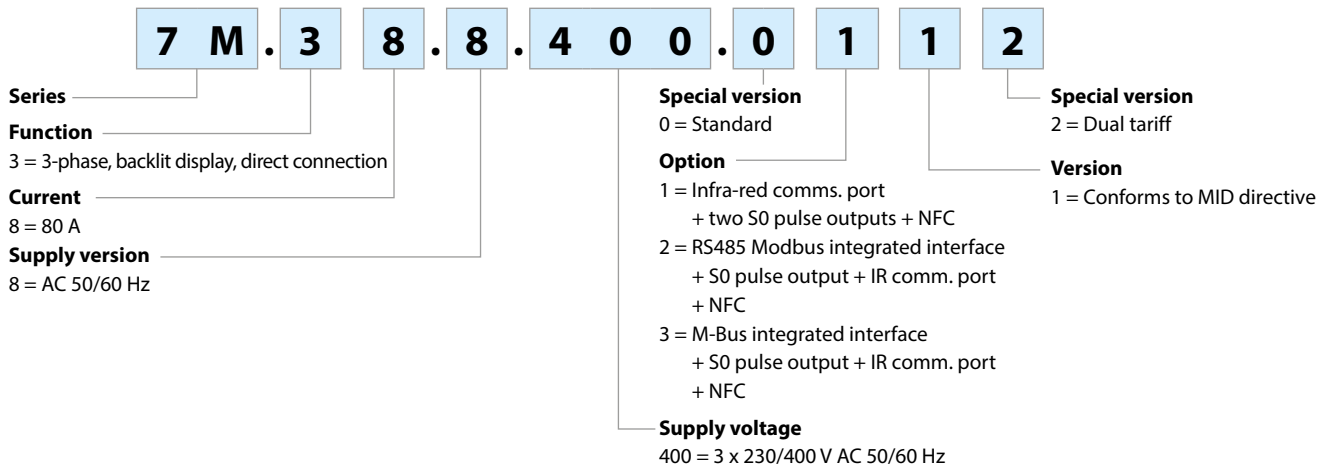 7 M . 3 8 . 8 . 4 0 0 . 0 1 1 2
Series
Function
3 = 3-phase, backlit display, direct connection
Current
8 = 80 A
Supply version
8 = AC 50/60 Hz
Special version
0 = Standard
Option
1 = Infra-red comms. port
+ two S0 pulse outputs + NFC
2 = RS485 Modbus integrated interface
+ S0 pulse output + IR comm. port
+ NFC
3 = M-Bus integrated interface
+ S0 pulse output + IR comm. port
+ NFC
Supply voltage
400 = 3 x 230/400 V AC 50/60 Hz
Special version
2 = Dual tariff
Version
1 = Conforms to MID directive